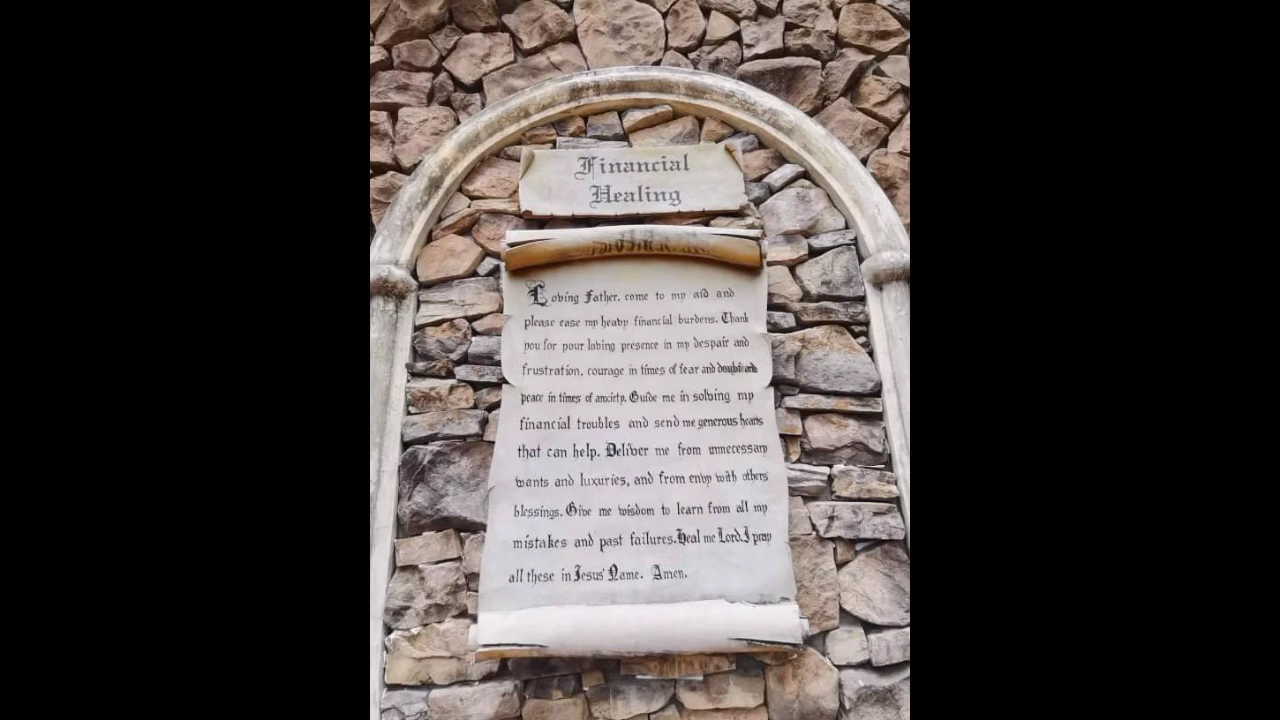 Financial
Healing
Loving Father, come to my aid and
please ease my heavy financial burdens. Thank
you for your loving presence in my despair and
frustration, courage in times of fear and doubt and
peace in times of anxiety. Guide me in solving my
financial troubles and send me generous hearts
that can help. Deliver me from unnecessary
wants and luxuries, and from envy with others'
blessings. Give me wisdom to learn from all my
mistakes and past failures. Heal me Lord. I pray
all these in Jesus' Name. Amen.